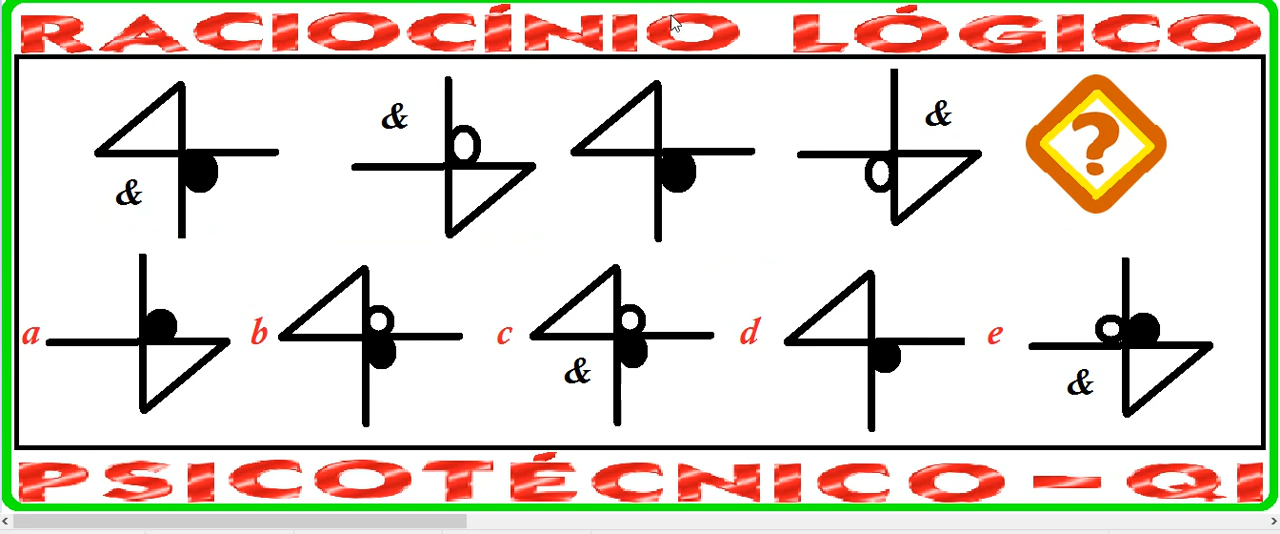 RACIOCÍNIO LÓGICO
& & & ?
a b c & d e &
PSICOTÉCNICO - QI